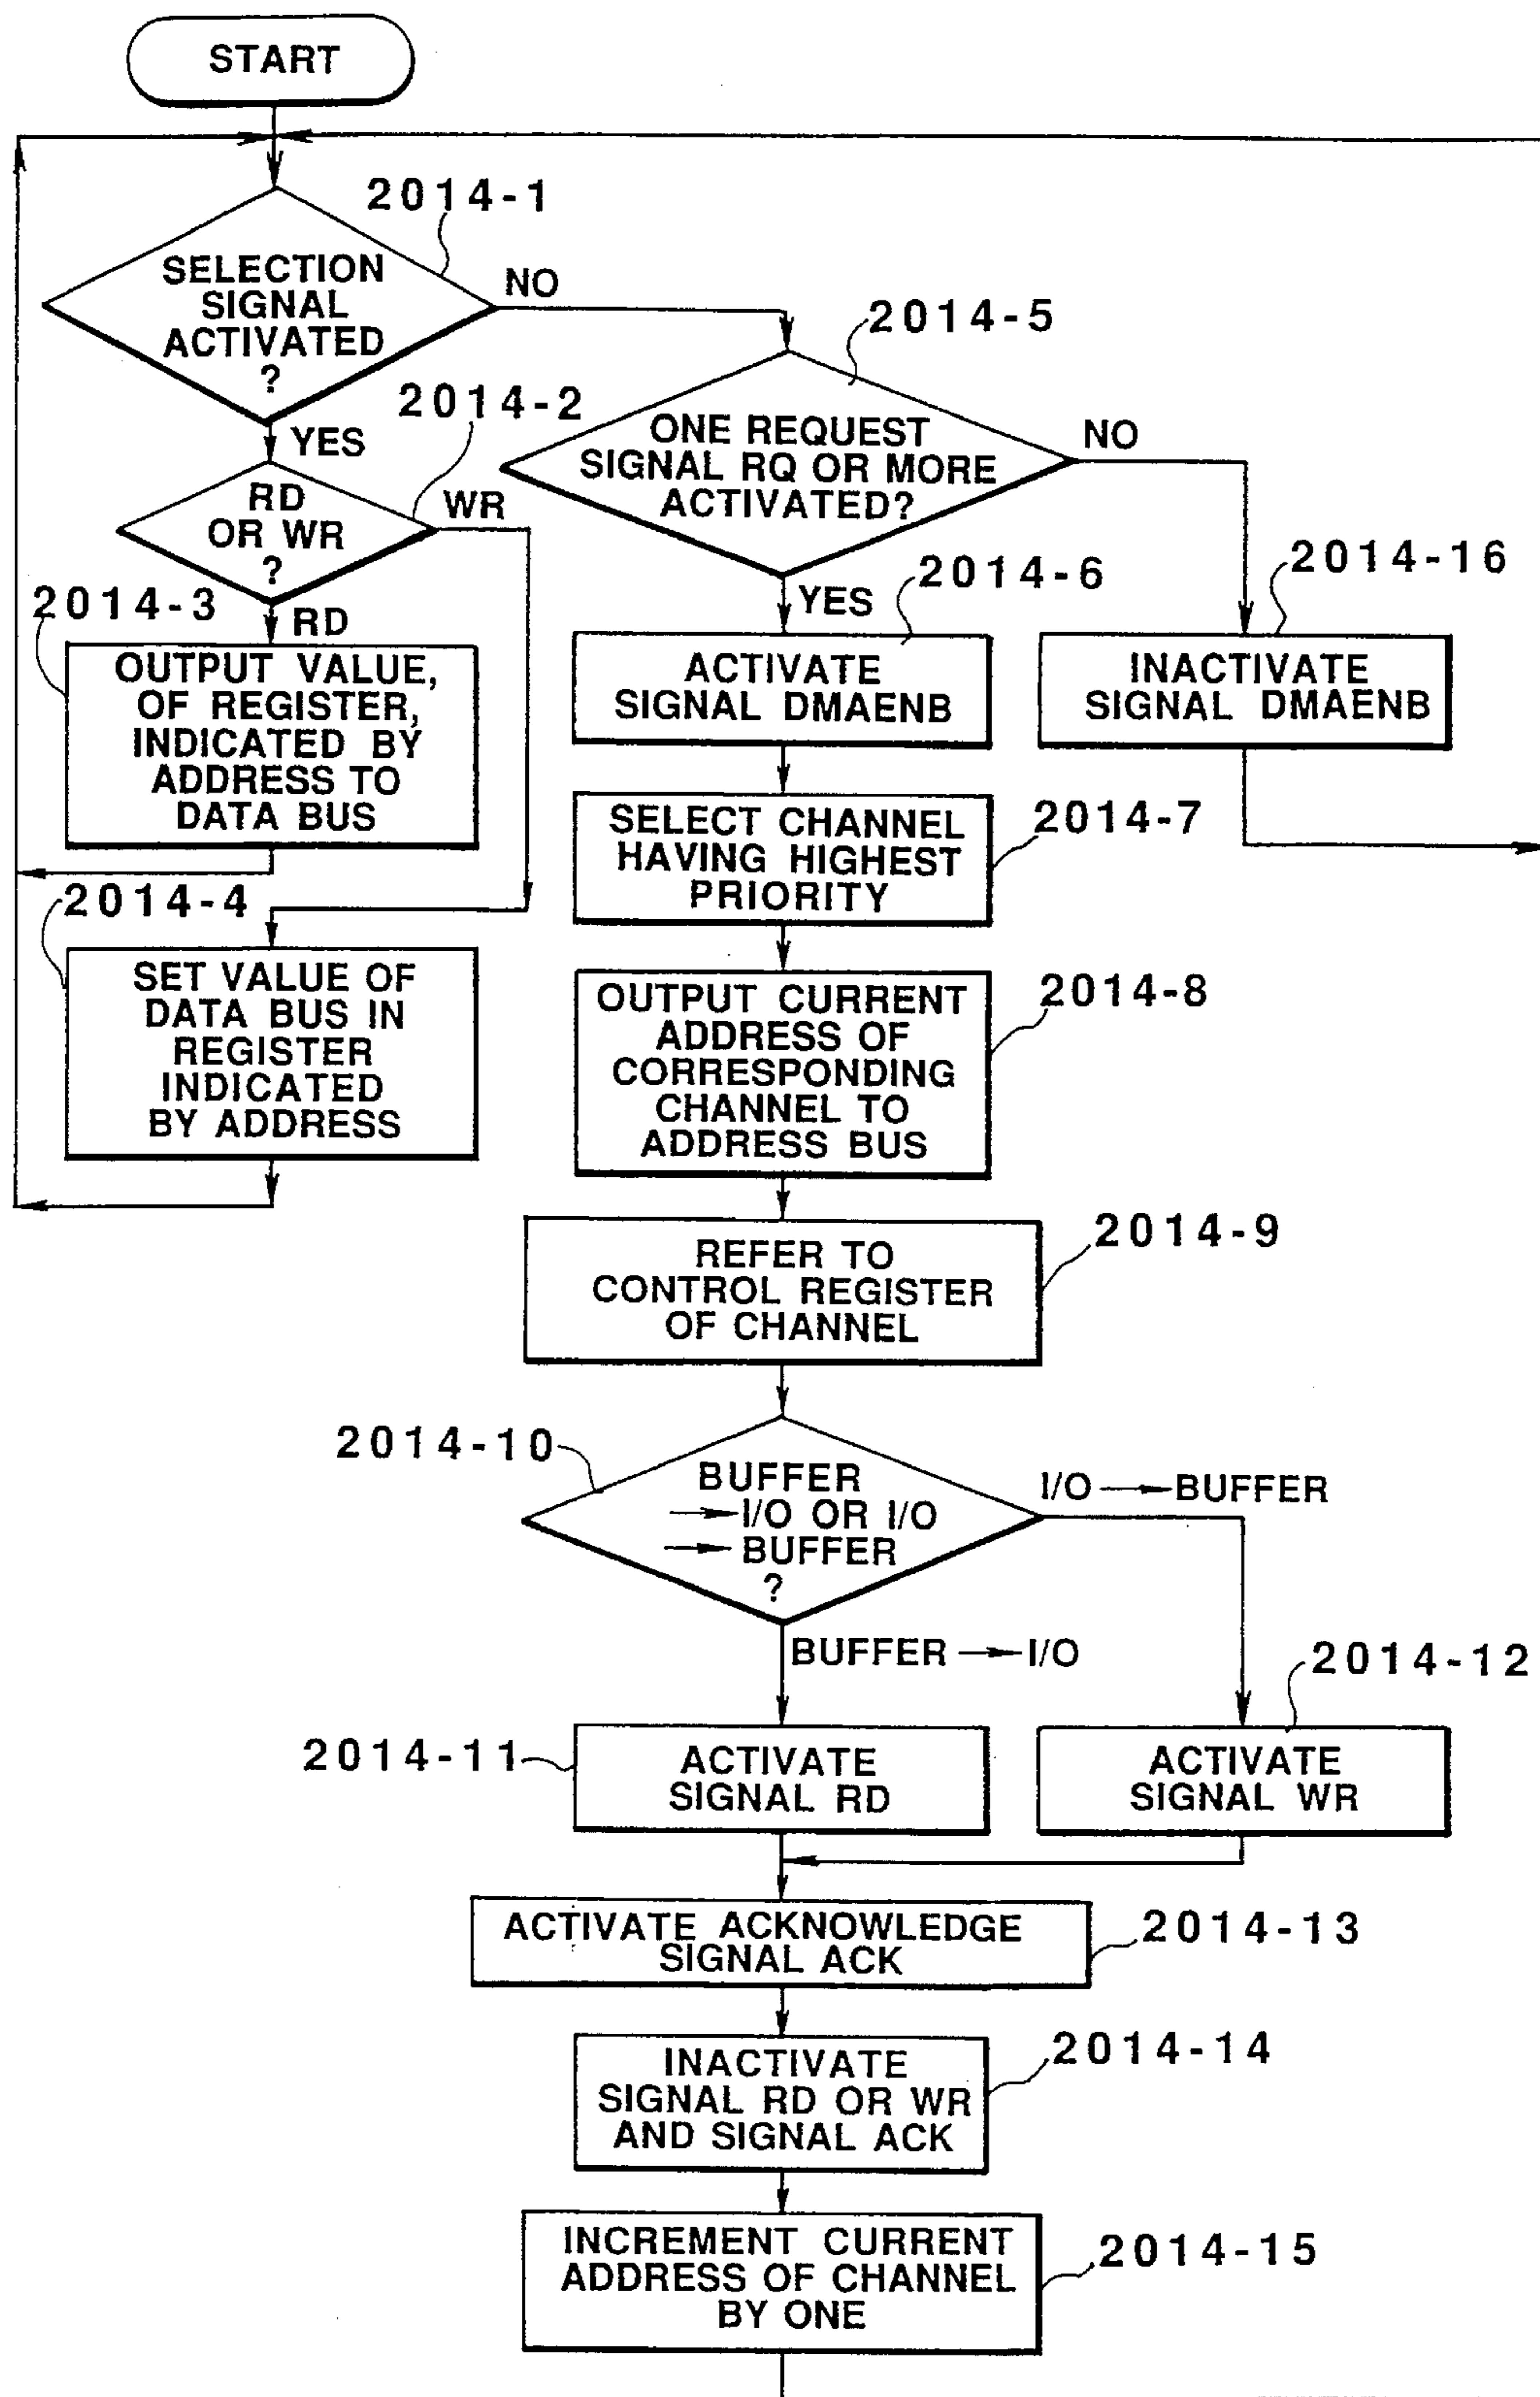 START
2014-1
SELECTION
SIGNAL
ACTIVATED
?
NO
YES
2014-2
RD
OR WR
?
WR
RD
2014-3
OUTPUT VALUE,
OF REGISTER,
INDICATED BY
ADDRESS TO
DATA BUS
2014-4
SET VALUE OF
DATA BUS IN
REGISTER
INDICATED
BY ADDRESS
2014-5
ONE REQUEST
SIGNAL RQ OR MORE
ACTIVATED?
NO
YES
2014-6
ACTIVATE
SIGNAL DMAENB
2014-16
INACTIVATE
SIGNAL DMAENB
2014-7
SELECT CHANNEL
HAVING HIGHEST
PRIORITY
2014-8
OUTPUT CURRENT
ADDRESS OF
CORRESPONDING
CHANNEL TO
ADDRESS BUS
2014-9
REFER TO
CONTROL REGISTER
OF CHANNEL
2014-10
BUFFER
→ I/O OR I/O
→ BUFFER
?
I/O → BUFFER
BUFFER → I/O
2014-11
ACTIVATE
SIGNAL RD
2014-12
ACTIVATE
SIGNAL WR
2014-13
ACTIVATE ACKNOWLEDGE
SIGNAL ACK
2014-14
INACTIVATE
SIGNAL RD OR WR
AND SIGNAL ACK
2014-15
INCREMENT CURRENT
ADDRESS OF CHANNEL
BY ONE